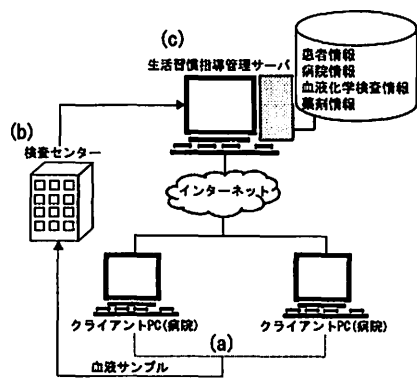 (c)
生活習慣指導管理サーバ
患者情報
病院情報
血液化学検査情報
薬剤情報
(b)
検査センター
インターネット
クライアントPC(病院)
クライアントPC(病院)
(a)
血液サンプル